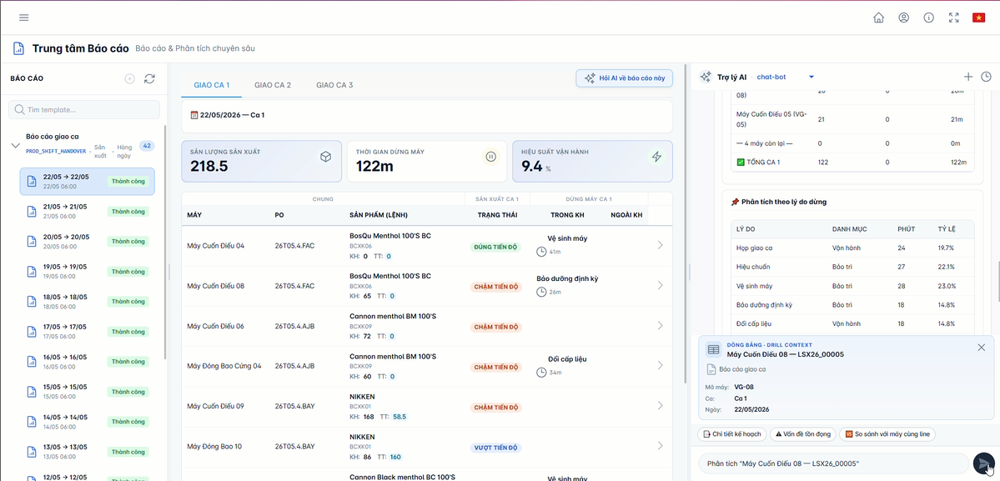 Trung tâm Báo cáo Báo cáo & Phân tích chuyên sâu
BÁO CÁO
Tìm template...
Báo cáo giao ca
PROD_SHIFT_HANDOVER · Sản xuất · Hàng ngày
42
22/05 → 22/05
22/05 06:00
Thành công
21/05 → 21/05
21/05 06:00
Thành công
20/05 → 20/05
20/05 06:00
Thành công
19/05 → 19/05
19/05 06:00
Thành công
18/05 → 18/05
18/05 06:00
Thành công
17/05 → 17/05
17/05 06:00
Thành công
16/05 → 16/05
16/05 06:00
Thành công
15/05 → 15/05
15/05 06:00
Thành công
14/05 → 14/05
14/05 06:00
Thành công
13/05 → 13/05
13/05 06:00
Thành công
12/05 → 12/05
Thành công
GIAO CA 1 GIAO CA 2 GIAO CA 3
Hỏi AI về báo cáo này
22/05/2026 — Ca 1
SẢN LƯỢNG SẢN XUẤT
218.5
THỜI GIAN DỪNG MÁY
122m
HIỆU SUẤT VẬN HÀNH
9.4 %
CHUNG SẢN XUẤT CA 1 DỪNG MÁY CA 1
MÁY PO SẢN PHẨM (LỆNH) TRẠNG THÁI TRONG KH NGOÀI KH
Máy Cuốn Điếu 04 26T05.4.FAC
BosQu Menthol 100'S BC
BCXK06
KH: 0 TT: 0
ĐÚNG TIẾN ĐỘ
Vệ sinh máy
41m
Máy Cuốn Điếu 08 26T05.4.FAC
BosQu Menthol 100'S BC
BCXK06
KH: 65 TT: 0
CHẬM TIẾN ĐỘ
Bảo dưỡng định kỳ
26m
Máy Cuốn Điếu 06 26T05.4.AJB
Cannon menthol BM 100'S
BCXK09
KH: 72 TT: 0
CHẬM TIẾN ĐỘ
Máy Đóng Bao Cứng 04 26T05.4.AJB
Cannon menthol BM 100'S
BCXK09
KH: 60 TT: 0
CHẬM TIẾN ĐỘ
Đổi cấp liệu
34m
Máy Cuốn Điếu 09 26T05.4.BAY
NIKKEN
BCXK01
KH: 168 TT: 58.5
CHẬM TIẾN ĐỘ
Máy Đóng Bao 10 26T05.4.BAY
NIKKEN
BCXK01
KH: 86 TT: 160
VƯỢT TIẾN ĐỘ
Cannon Black menthol BC 100'S
Vệ sinh máy
Trợ lý AI · chat-bot
08)
Máy Cuốn Điếu 05 (VG-05) 21 0 21m
— 4 máy còn lại — 0 0 0m
TỔNG CA 1 122 0 122m
Phân tích theo lý do dừng
LÝ DO DANH MỤC PHÚT TỶ LỆ
Họp giao ca Vận hành 24 19.7%
Hiệu chuẩn Bảo trì 27 22.1%
Vệ sinh máy Bảo trì 28 23.0%
Bảo dưỡng định kỳ Bảo trì 18 14.8%
Đổi cấp liệu Vận hành 18 14.8%
DÒNG BẢNG · DRILL CONTEXT
Máy Cuốn Điếu 08 — LSX26_00005
Báo cáo giao ca
Mã máy: VG-08
Ca: Ca 1
Ngày: 22/05/2026
Chi tiết kế hoạch
Vấn đề tồn đọng
So sánh với máy cùng line
Phân tích "Máy Cuốn Điếu 08 — LSX26_00005"